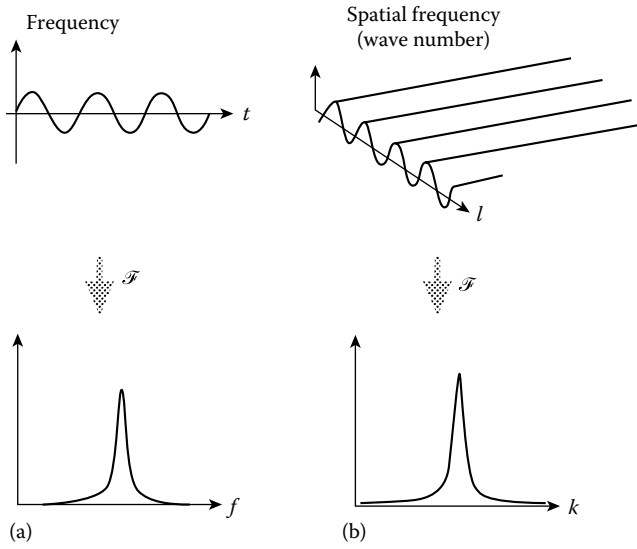 Frequency
t
Spatial frequency
(wave number)
l
ℱ
ℱ
f
(a)
k
(b)